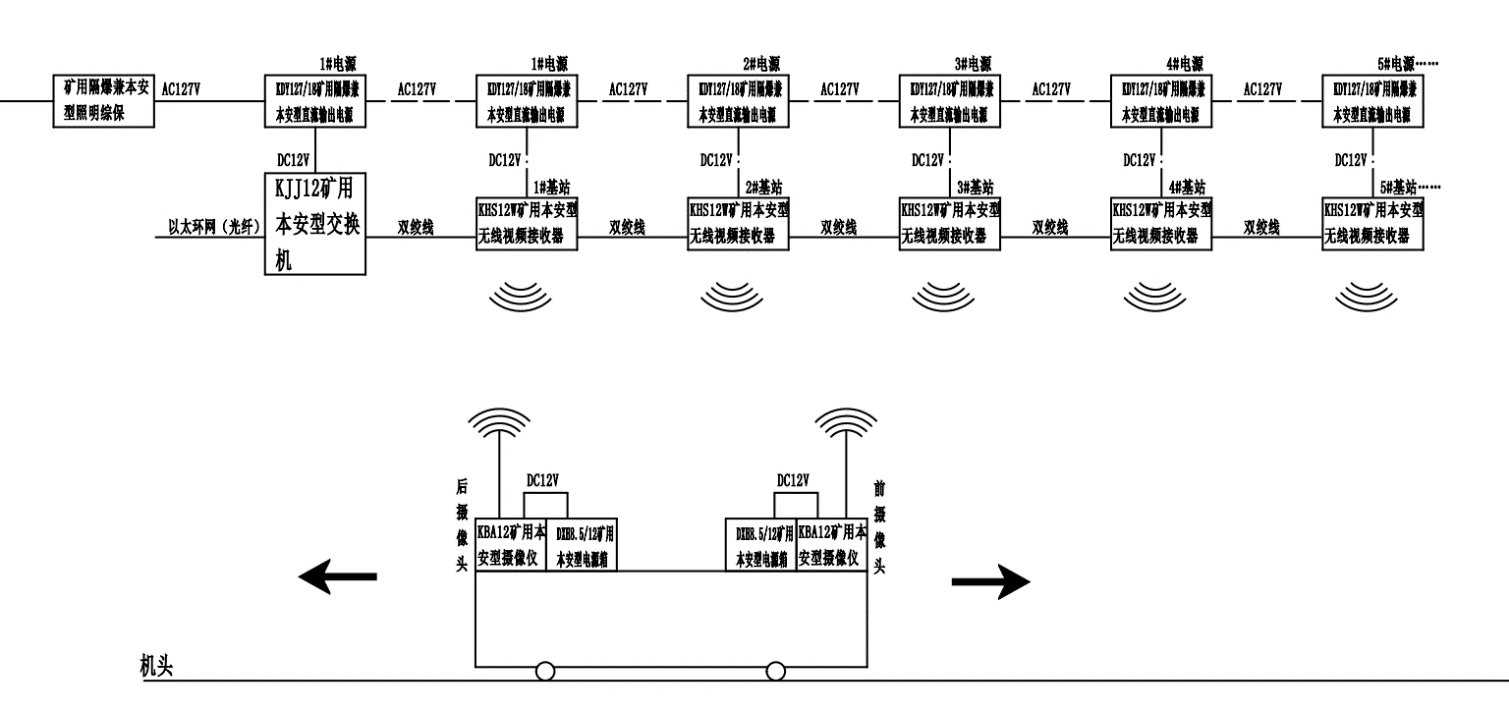 1#电源
1#电源
2#电源
3#电源
4#电源
5#电源……
矿用隔爆兼本安
型照明综保
AC127V
KDY127/18矿用隔爆兼
本安型直流输出电源
AC127V
KDY127/18矿用隔爆兼
本安型直流输出电源
AC127V
KDY127/18矿用隔爆兼
本安型直流输出电源
AC127V
KDY127/18矿用隔爆兼
本安型直流输出电源
AC127V
KDY127/18矿用隔爆兼
本安型直流输出电源
AC127V
KDY127/18矿用隔爆兼
本安型直流输出电源
DC12V
DC12V
DC12V
DC12V
DC12V
DC12V
1#基站
2#基站
3#基站
4#基站
5#基站……
以太环网（光纤）
KJJ12矿用
本安型交换
机
双绞线
KHS12W矿用本安型
无线视频接收器
双绞线
KHS12W矿用本安型
无线视频接收器
双绞线
KHS12W矿用本安型
无线视频接收器
双绞线
KHS12W矿用本安型
无线视频接收器
双绞线
KHS12W矿用本安型
无线视频接收器
后摄像头
DC12V
KBA12矿用本
安型摄像仪
DXH8.5/12矿用
本安型电源箱
DC12V
DXH8.5/12矿用
本安型电源箱
KBA12矿用本
安型摄像仪
前摄像头
机头